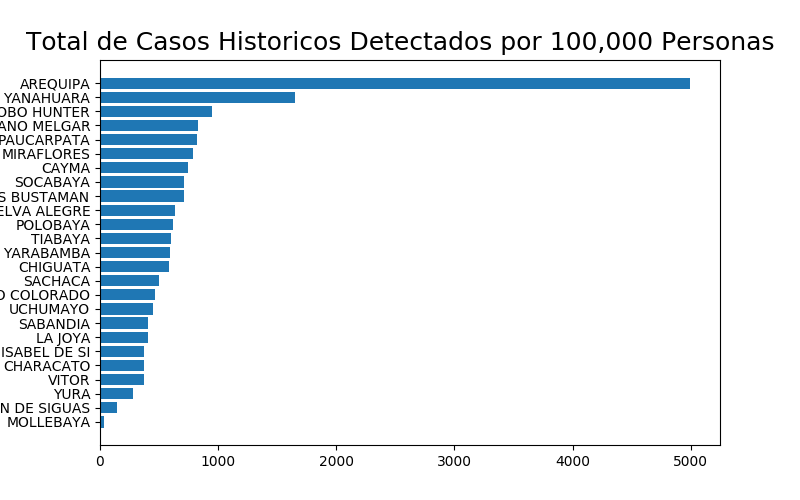 Total de Casos Historicos Detectados por 100,000 Personas
AREQUIPA
YANAHUARA
OBO HUNTER
ANO MELGAR
PAUCARPATA
MIRAFLORES
CAYMA
SOCABAYA
S BUSTAMAN
ELVA ALEGRE
POLOBAYA
TIABAYA
YARABAMBA
CHIGUATA
SACHACA
O COLORADO
UCHUMAYO
SABANDIA
LA JOYA
ISABEL DE SI
CHARACATO
VITOR
YURA
N DE SIGUAS
MOLLEBAYA
0 1000 2000 3000 4000 5000